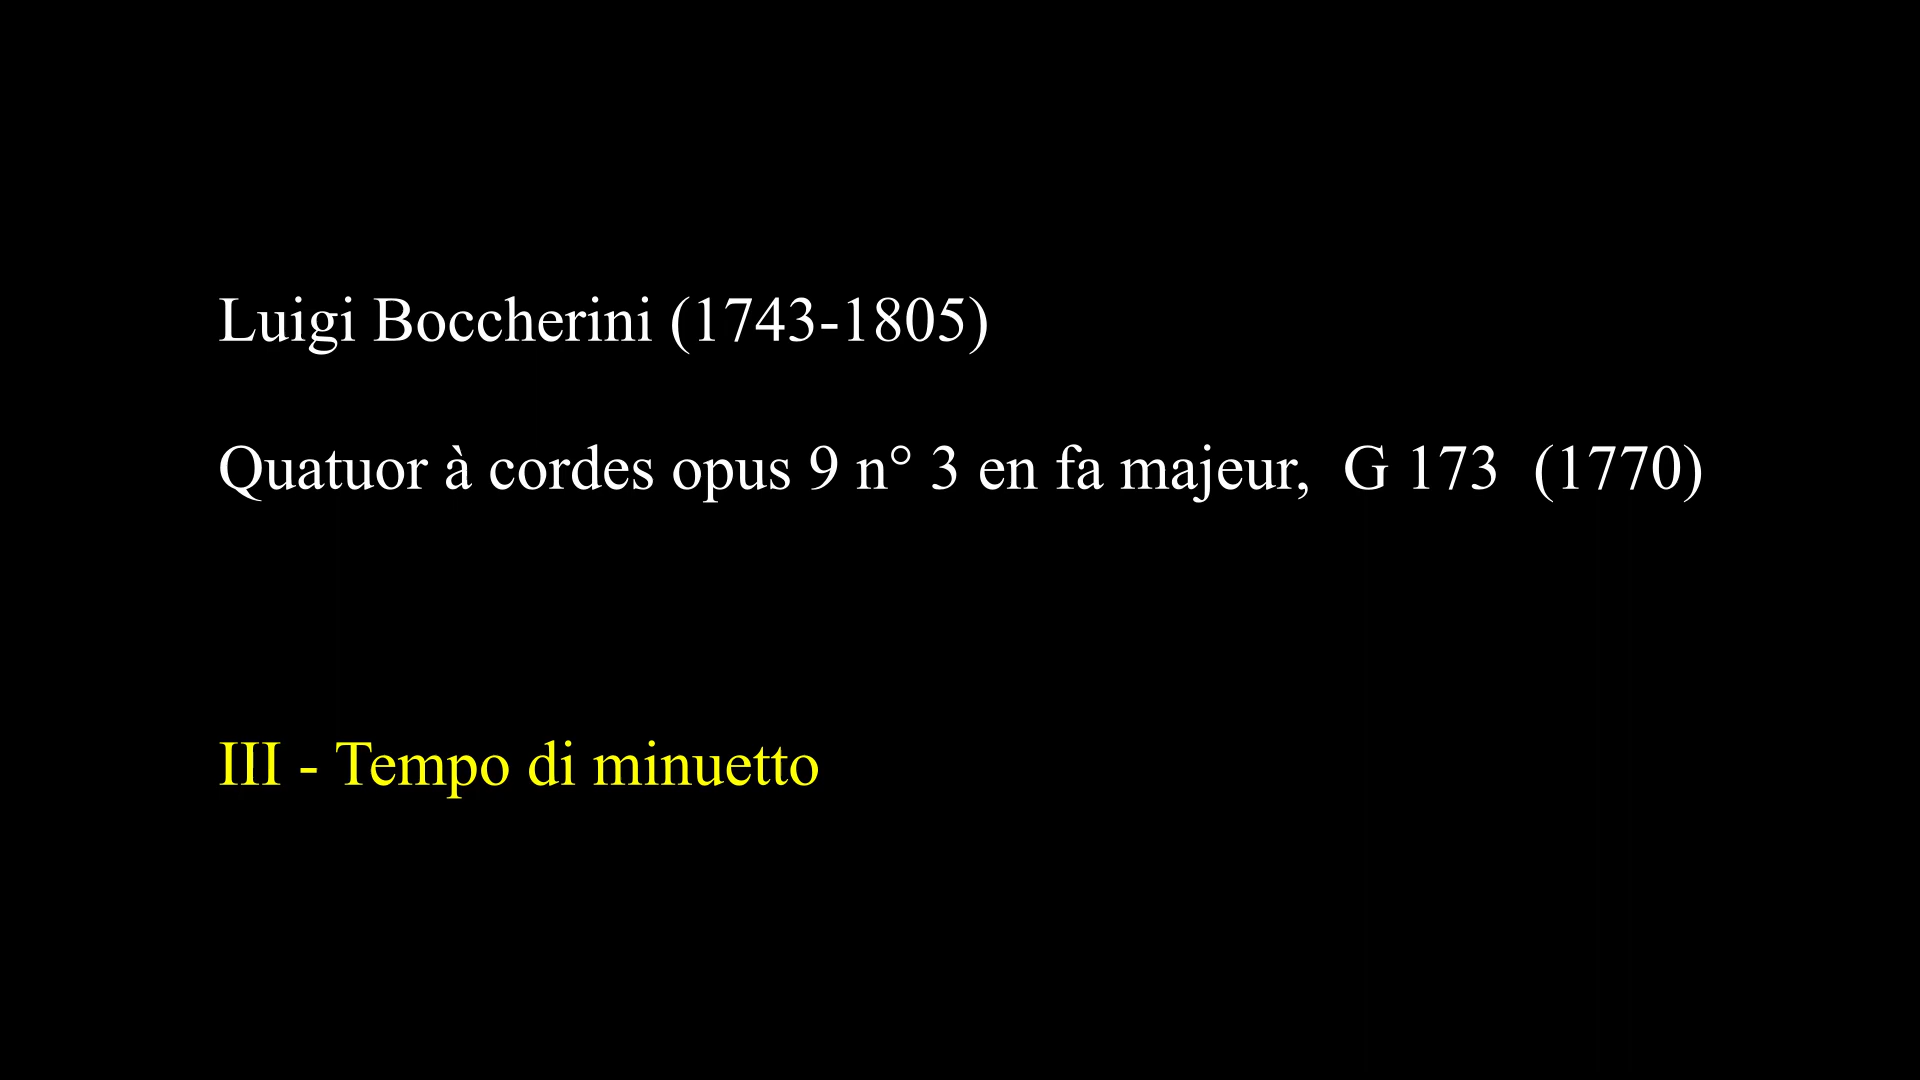 Luigi Boccherini (1743-1805)
Quatuor à cordes opus 9 n° 3 en fa majeur,  G 173  (1770)
III - Tempo di minuetto